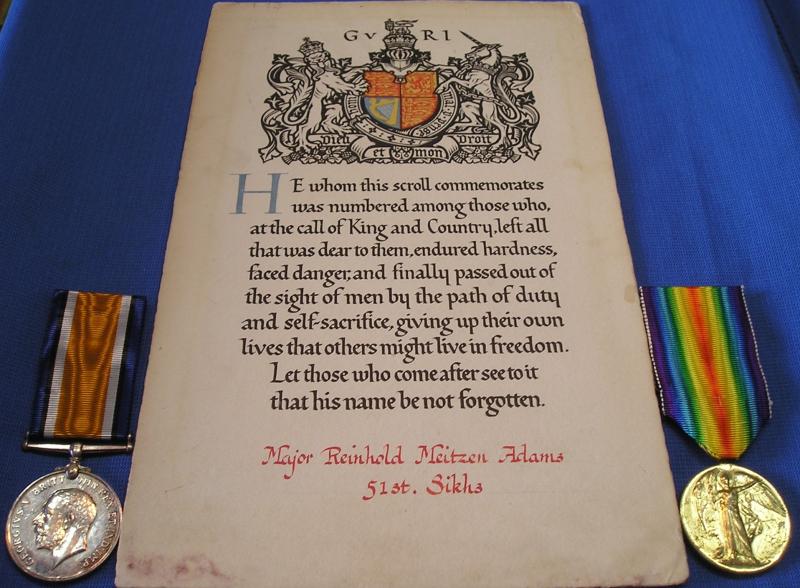 GV RI
Dieu et mon Droit
HE whom this scroll commemorates
was numbered among those who,
at the call of King and Country, left all
that was dear to them, endured hardness,
faced danger, and finally passed out of
the sight of men by the path of duty
and self-sacrifice, giving up their own
lives that others might live in freedom.
Let those who come after see to it
that his name be not forgotten.
Major Reinhold Meitzen Adams
51st. Sikhs
GEORGIVS V BRITT